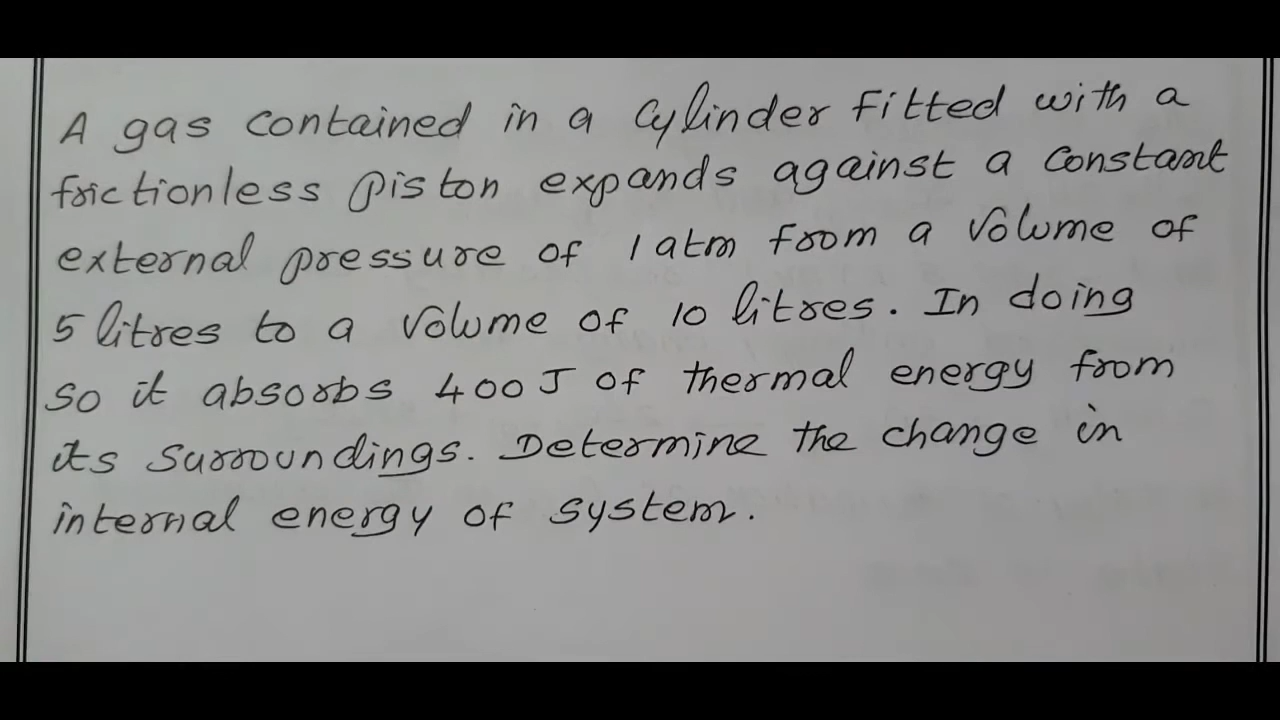 A gas contained in a cylinder fitted with a
frictionless piston expands against a constant
external pressure of 1 atm from a volume of
5 litres to a volume of 10 litres. In doing
so it absorbs 400 J of thermal energy from
its surroundings. Determine the change in
internal energy of system.